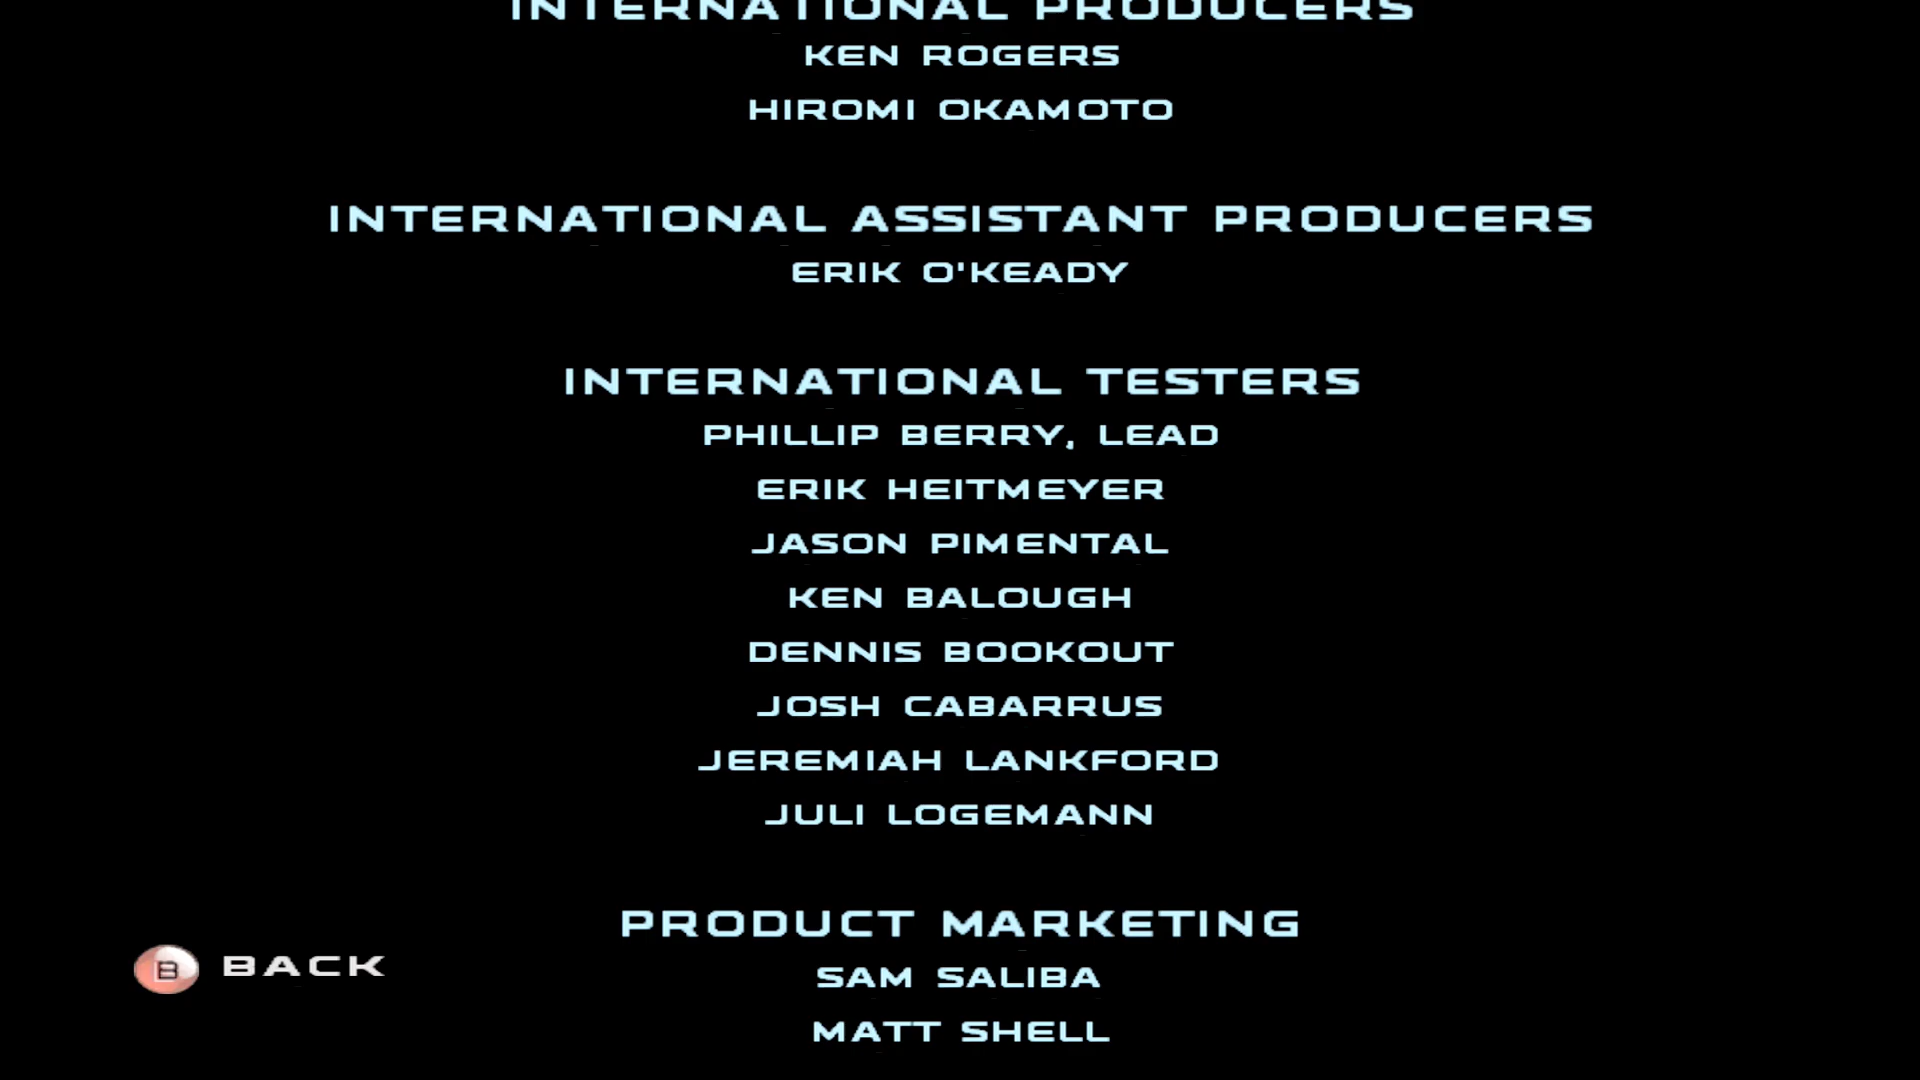 INTERNATIONAL PRODUCERS
KEN ROGERS
HIROMI OKAMOTO
INTERNATIONAL ASSISTANT PRODUCERS
ERIK O'KEADY
INTERNATIONAL TESTERS
PHILLIP BERRY, LEAD
ERIK HEITMEYER
JASON PIMENTAL
KEN BALOUGH
DENNIS BOOKOUT
JOSH CABARRUS
JEREMIAH LANKFORD
JULI LOGEMANN
PRODUCT MARKETING
B BACK
SAM SALIBA
MATT SHELL